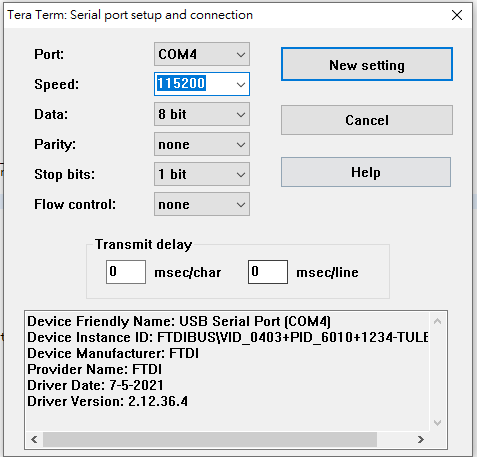 Tera Term: Serial port setup and connection
Port: COM4 New setting
Speed: 115200
Data: 8 bit Cancel
Parity: none
Stop bits: 1 bit Help
Flow control: none
Transmit delay
0 msec/char 0 msec/line
Device Friendly Name: USB Serial Port (COM4)
Device Instance ID: FTDIBUS\VID_0403+PID_6010+1234-TULE
Device Manufacturer: FTDI
Provider Name: FTDI
Driver Date: 7-5-2021
Driver Version: 2.12.36.4